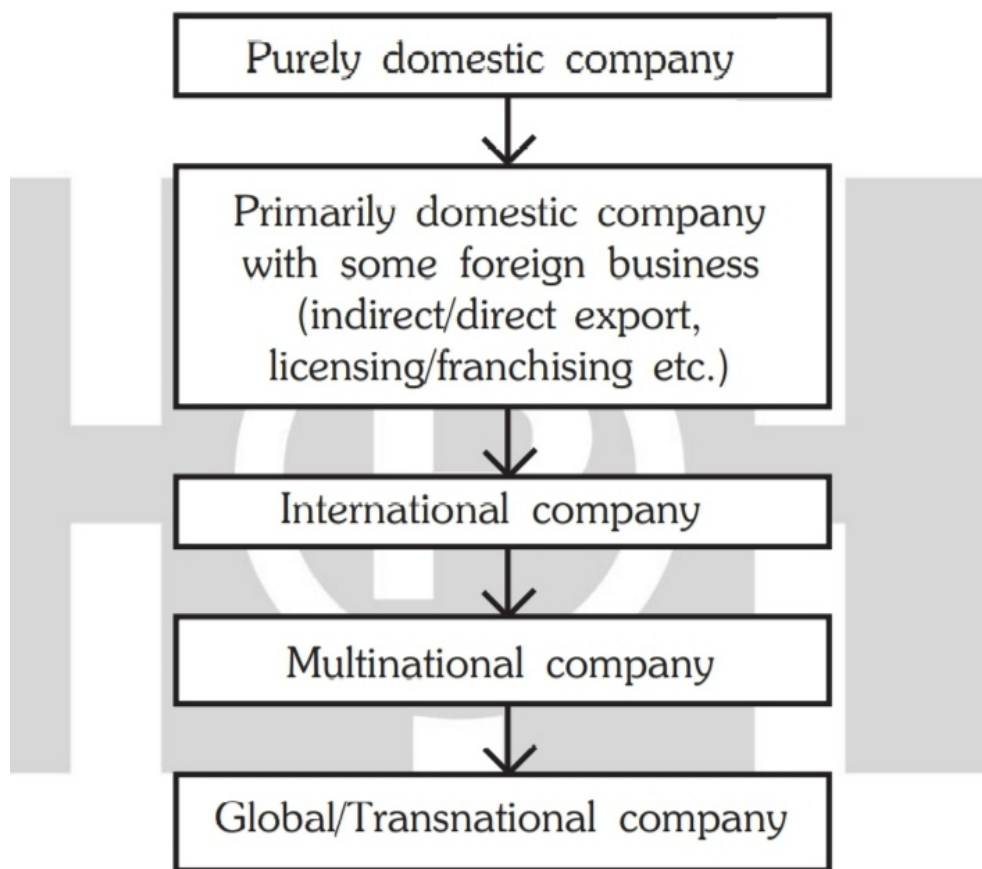 Purely domestic company
Primarily domestic company
with some foreign business
(indirect/direct export,
licensing/franchising etc.)
International company
Multinational company
Global/Transnational company